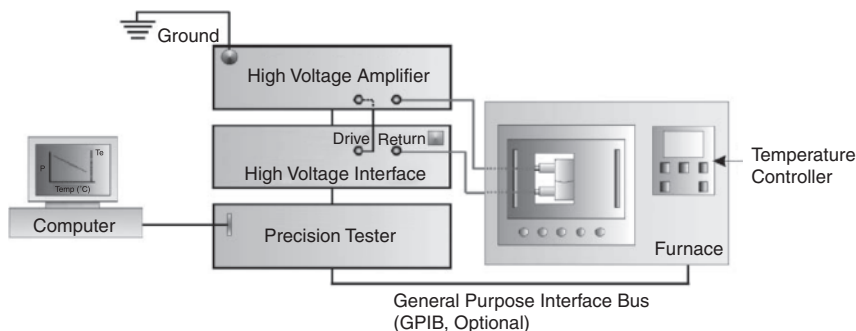 Ground
High Voltage Amplifier
Drive Return
High Voltage Interface
Precision Tester
Computer
P
Temp (°C)
Temperature
Controller
Furnace
General Purpose Interface Bus
(GPIB, Optional)